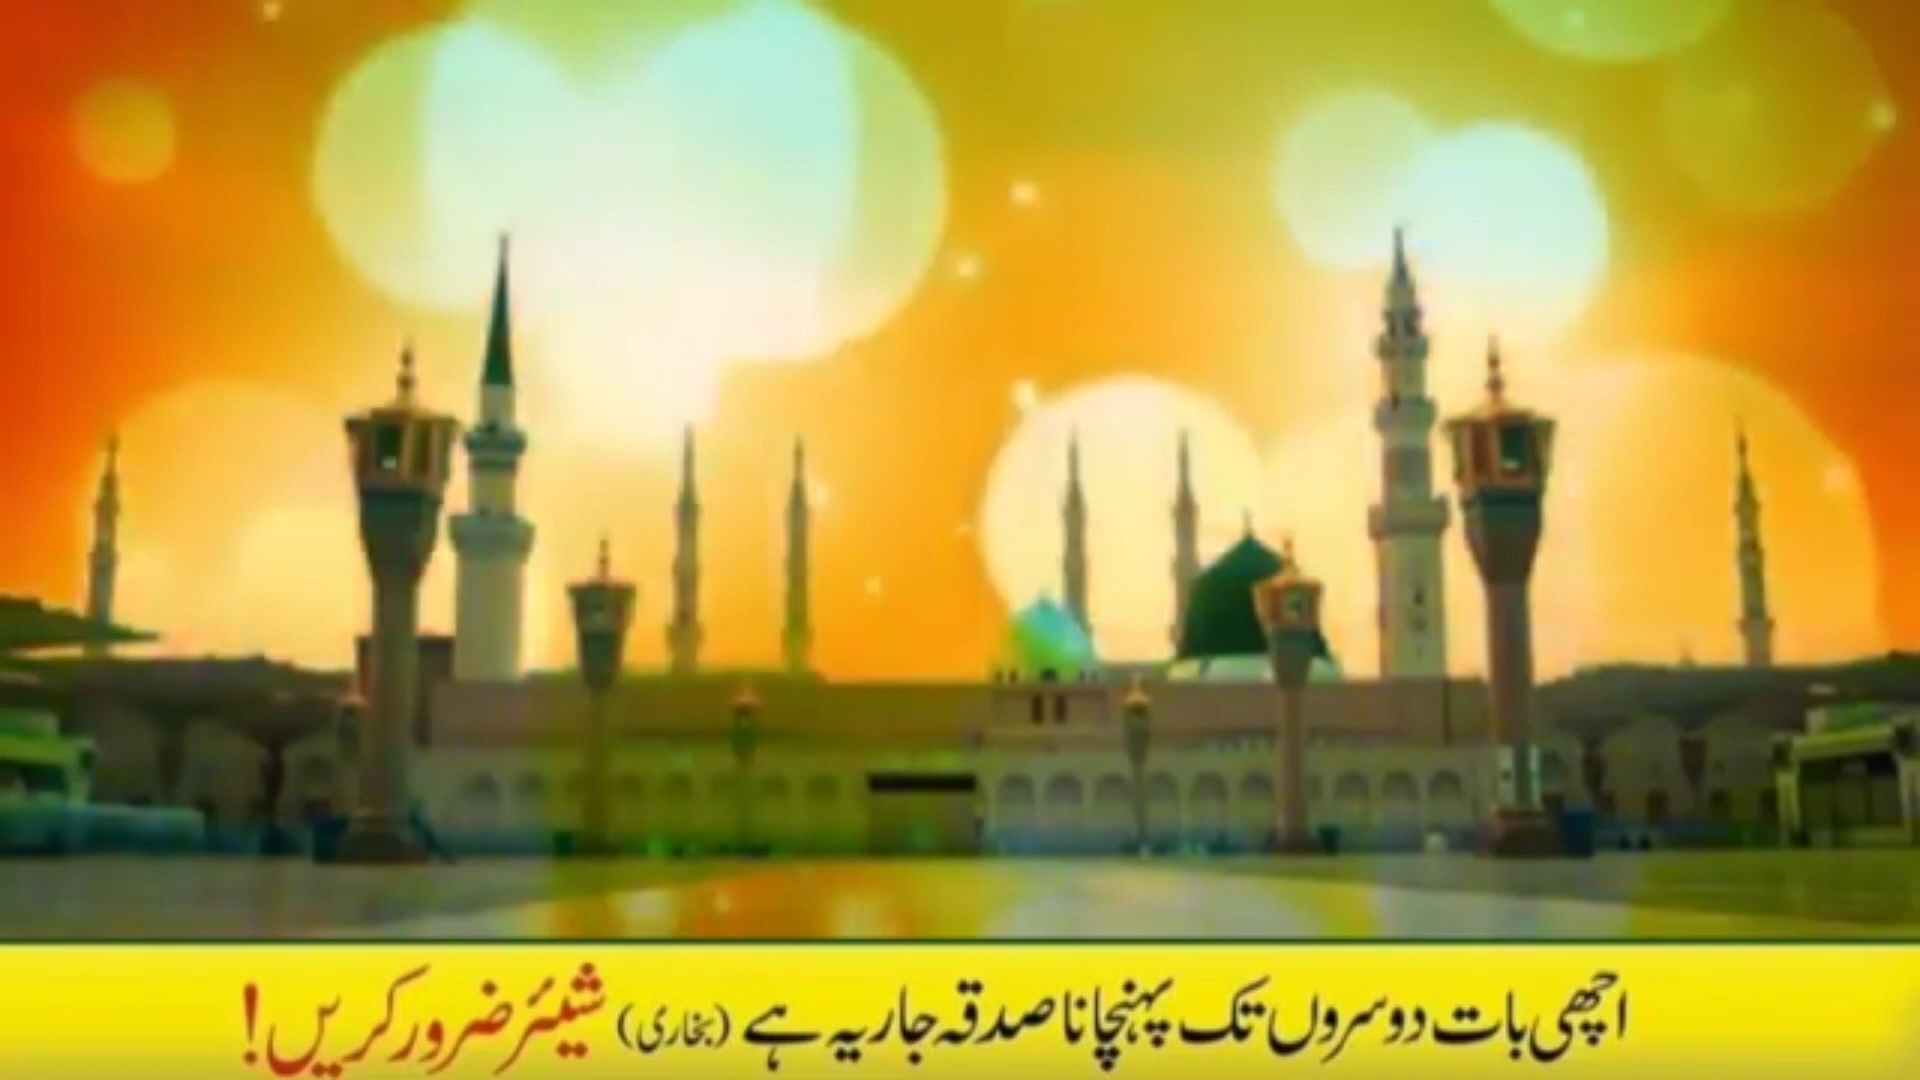 اچھی بات دوسروں تک پہنچانا صدقہ جاریہ ہے (بخاری) شیئر ضرور کریں!